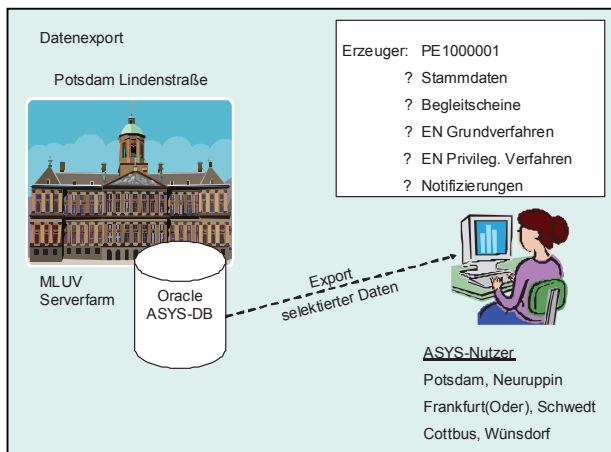 Datenexport
Potsdam Lindenstraße
Erzeuger: PE1000001
? Stammdaten
? Begleitscheine
? EN Grundverfahren
? EN Privileg. Verfahren
? Notifizierungen
MLUV
Serverfarm
Oracle
ASYS-DB
Export
selektierter Daten
ASYS-Nutzer
Potsdam, Neuruppin
Frankfurt(Oder), Schwedt
Cottbus, Wünsdorf